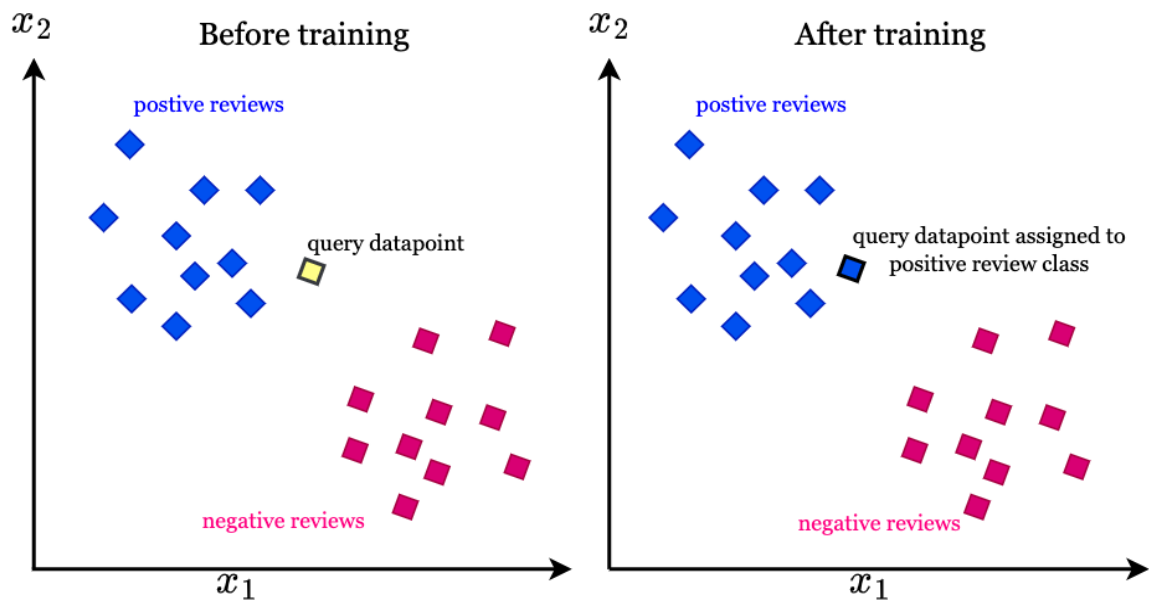 x2
Before training
postive reviews
query datapoint
negative reviews
x1
x2
After training
postive reviews
query datapoint assigned to
positive review class
negative reviews
x1